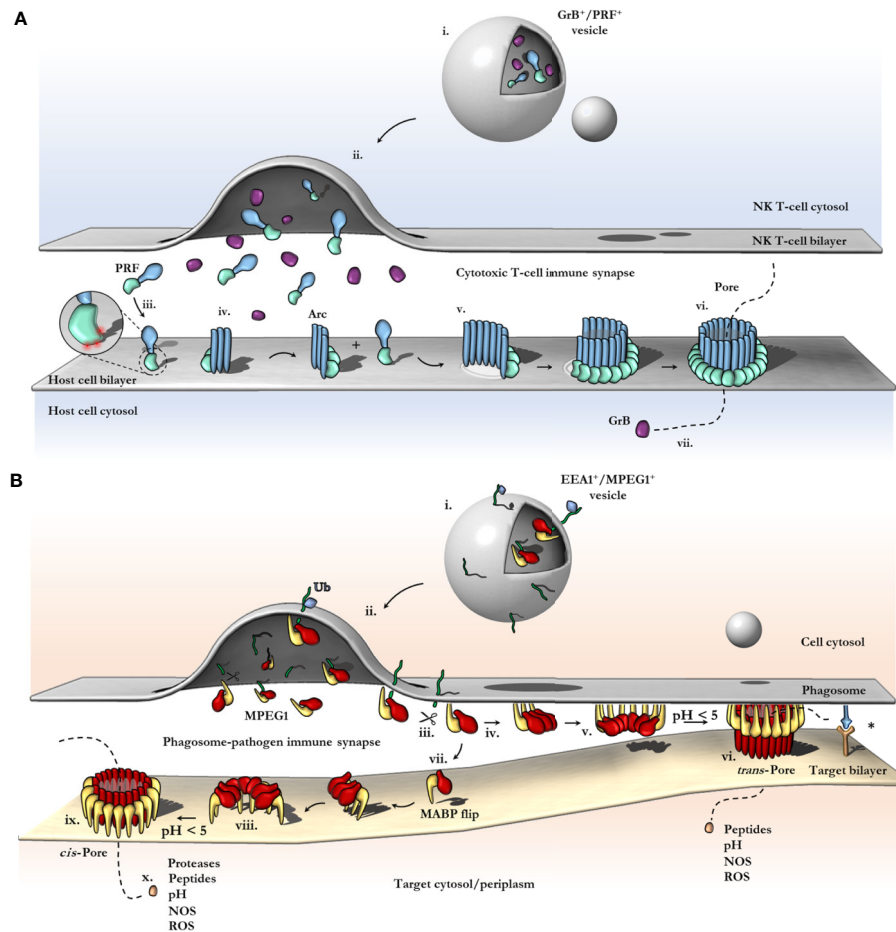 A
GrB⁺/PRF⁺
vesicle
i.
ii.
NK T-cell cytosol
NK T-cell bilayer
PRF
Cytotoxic T-cell immune synapse
Pore
iii.
iv.
Arc
v.
vi.
+
Host cell bilayer
Host cell cytosol
GrB
vii.
B
EEA1⁺/MPEG1⁺
vesicle
i.
Ub
ii.
Cell cytosol
Phagosome
MPEG1
iii.
iv.
v.
pH < 5
*
Phagosome-pathogen immune synapse
vii.
vi.
trans-Pore
Target bilayer
MABP flip
ix.
pH < 5
viii.
cis-Pore
Peptides
pH
NOS
ROS
Proteases
x.
Peptides
pH
NOS
ROS
Target cytosol/periplasm